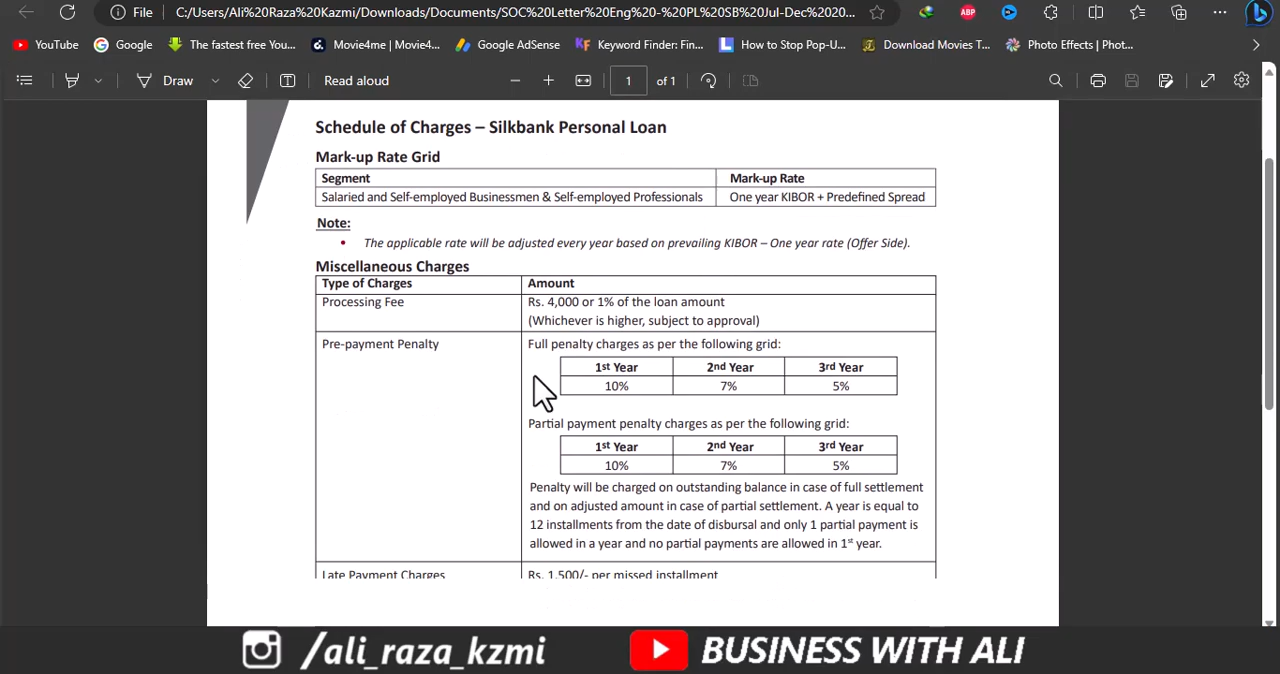 File
C:/Users/Ali%20Raza%20Kazmi/Downloads/Documents/SOC%20Letter%20Eng%20-%20PL%20SB%20Jul-Dec%2020...
YouTube
Google
The fastest free You...
Movie4me | Movie4...
Google AdSense
Keyword Finder: Fin...
How to Stop Pop-U...
Download Movies T...
Photo Effects | Phot...
Draw
Read aloud
1 of 1
Schedule of Charges – Silkbank Personal Loan
Mark-up Rate Grid
Segment Mark-up Rate
Salaried and Self-employed Businessmen & Self-employed Professionals One year KIBOR + Predefined Spread
Note:
• The applicable rate will be adjusted every year based on prevailing KIBOR – One year rate (Offer Side).
Miscellaneous Charges
Type of Charges Amount
Processing Fee Rs. 4,000 or 1% of the loan amount
(Whichever is higher, subject to approval)
Pre-payment Penalty Full penalty charges as per the following grid:
1st Year 2nd Year 3rd Year
10% 7% 5%
Partial payment penalty charges as per the following grid:
1st Year 2nd Year 3rd Year
10% 7% 5%
Penalty will be charged on outstanding balance in case of full settlement
and on adjusted amount in case of partial settlement. A year is equal to
12 installments from the date of disbursal and only 1 partial payment is
allowed in a year and no partial payments are allowed in 1st year.
Late Payment Charges Rs. 1,500/- per missed installment
/ali_raza_kzmi
BUSINESS WITH ALI